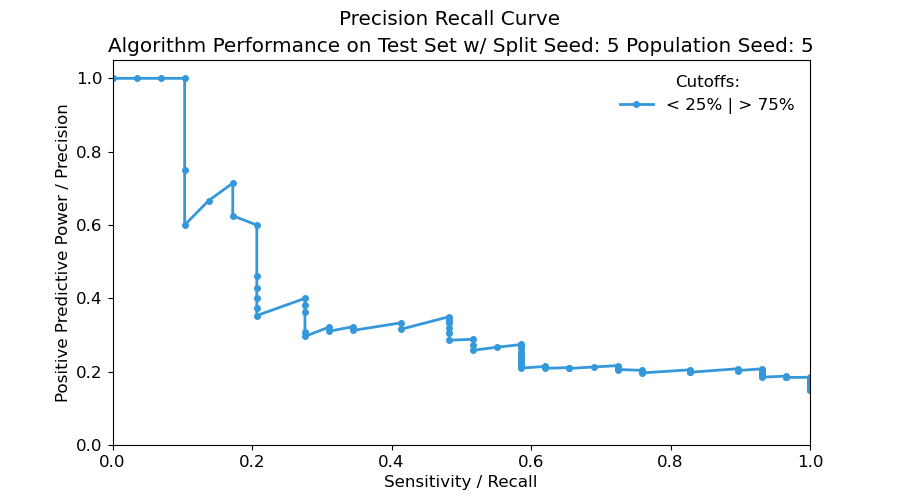 Precision Recall Curve
Algorithm Performance on Test Set w/ Split Seed: 5 Population Seed: 5
Cutoffs:
< 25% | > 75%
Positive Predictive Power / Precision
1.0
0.8
0.6
0.4
0.2
0.0
0.0 0.2 0.4 0.6 0.8 1.0
Sensitivity / Recall